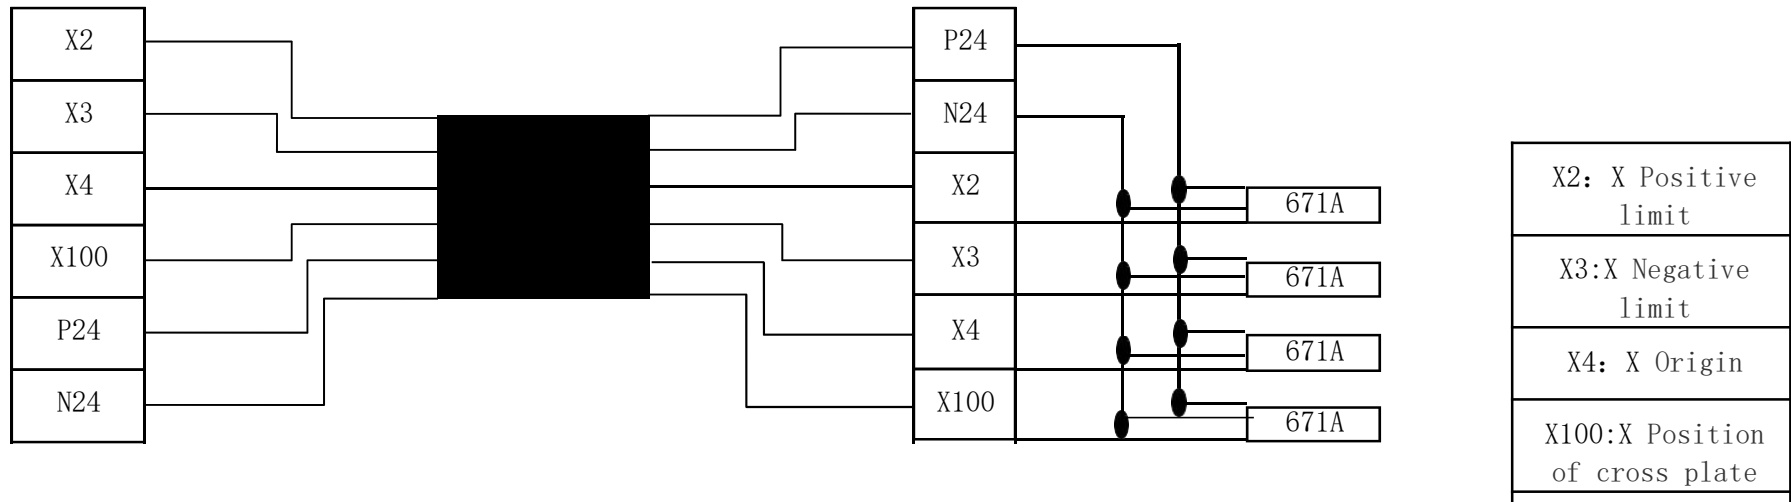 X2
X3
X4
X100
P24
N24
P24
N24
X2
X3
X4
X100
671A
671A
671A
671A
X2：X Positive
limit
X3:X Negative
limit
X4：X Origin
X100:X Position
of cross plate